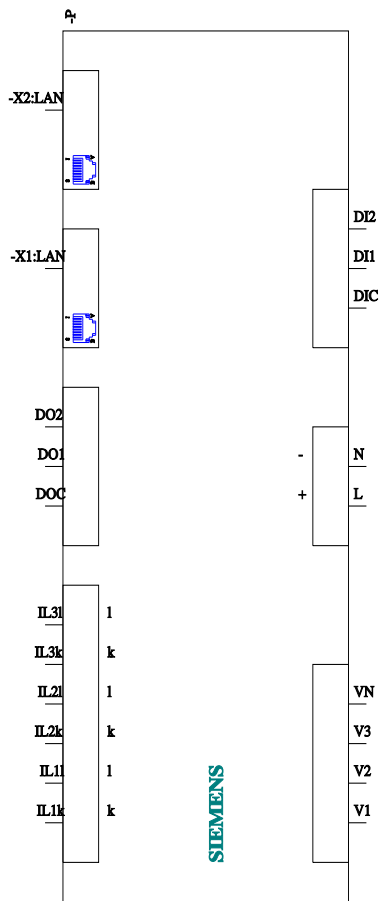 -P
-X2:LAN
-X1:LAN
DI2
DI1
DIC
DO2
DO1
DOC
- N
+ L
IL3l l
IL3k k
IL2l l
IL2k k
IL1l l
IL1k k
VN
V3
V2
V1
SIEMENS